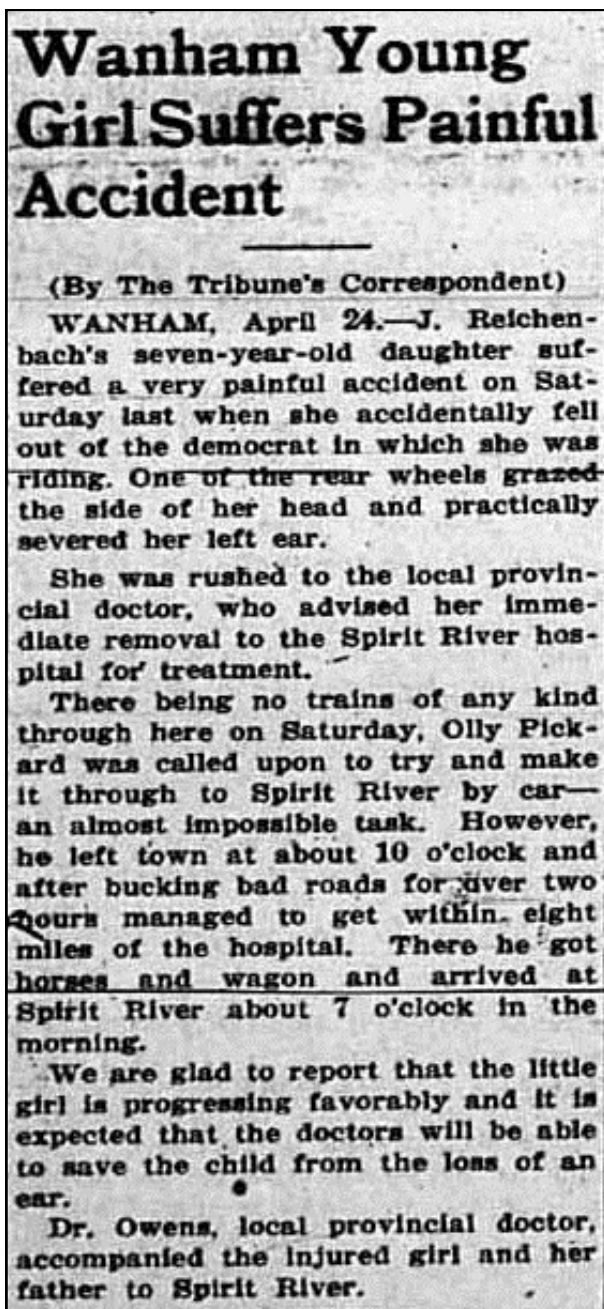 Wanham Young
Girl Suffers Painful
Accident
(By The Tribune's Correspondent)
WANHAM, April 24.—J. Reichen-
bach's seven-year-old daughter suf-
fered a very painful accident on Sat-
urday last when she accidentally fell
out of the democrat in which she was
riding. One of the rear wheels grazed
the side of her head and practically
severed her left ear.
She was rushed to the local provin-
cial doctor, who advised her imme-
diate removal to the Spirit River hos-
pital for treatment.
There being no trains of any kind
through here on Saturday, Olly Pick-
ard was called upon to try and make
it through to Spirit River by car—
an almost impossible task. However,
he left town at about 10 o'clock and
after bucking bad roads for over two
hours managed to get within eight
miles of the hospital. There he got
horses and wagon and arrived at
Spirit River about 7 o'clock in the
morning.
We are glad to report that the little
girl is progressing favorably and it is
expected that the doctors will be able
to save the child from the loss of an
ear.
Dr. Owens, local provincial doctor,
accompanied the injured girl and her
father to Spirit River.